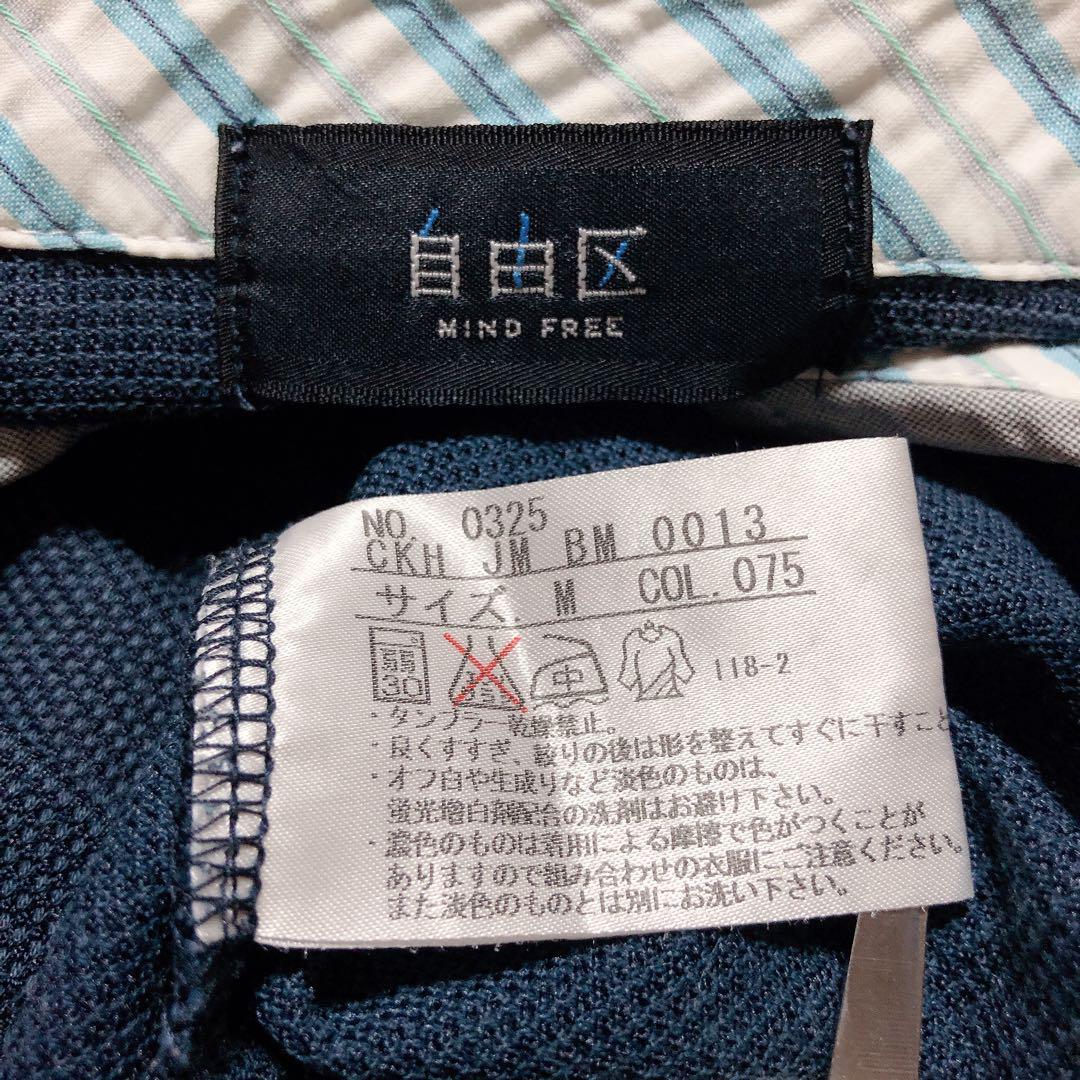 自由区
MIND FREE
NO. 0325
CKH JM BM 0013
サイズ M COL.075
30 中 118-2
・タンブラー乾燥禁止。
・良くすすぎ、絞りの後は形を整えてすぐに干すこと
・オフ白や生成りなど淡色のものは、
蛍光増白剤配合の洗剤はお避け下さい。
・濃色のものは着用による摩擦で色がつくことが
ありますので組み合わせの衣服にご注意ください。
また淡色のものとは別にお洗い下さい。